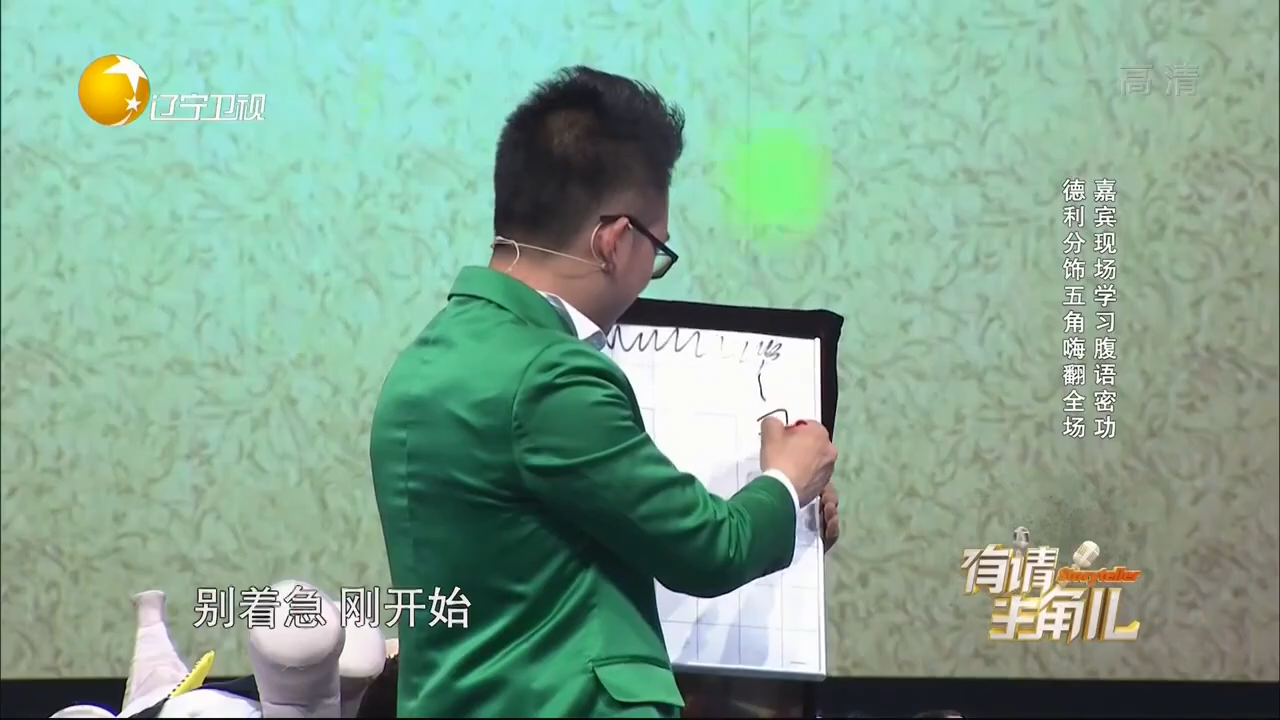 辽宁卫视
高清
嘉宾现场学习腹语密功
德利分饰五角嗨翻全场
有请
Storyteller
主角儿
别着急 刚开始